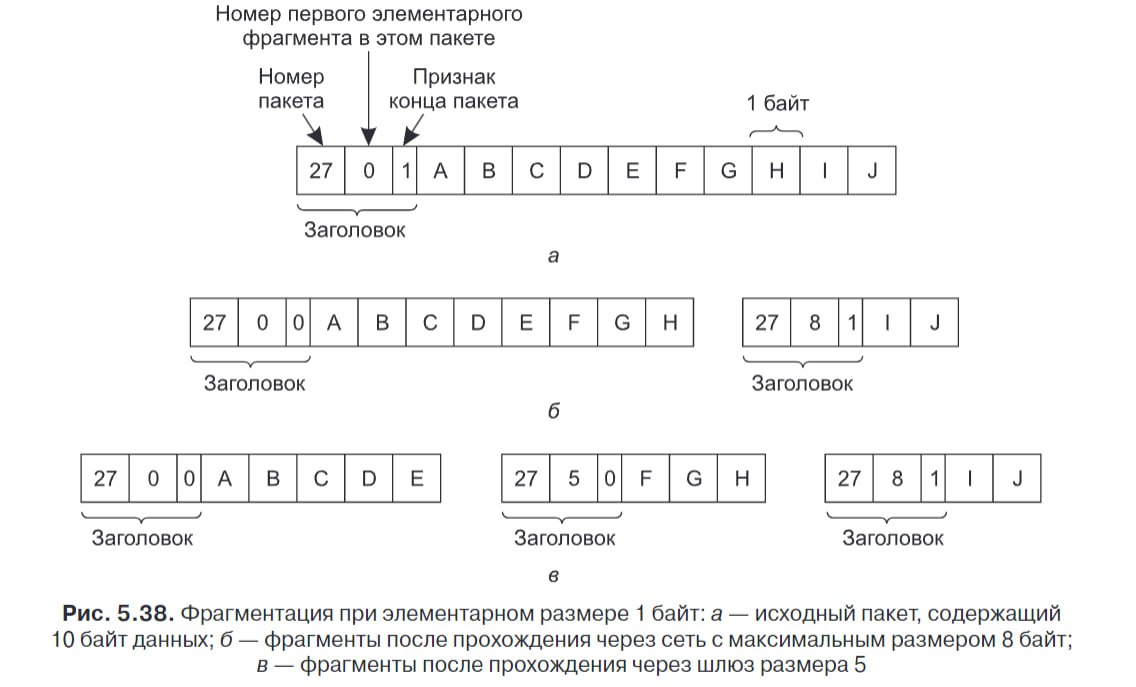 Номер первого элементарного
фрагмента в этом пакете
Номер
пакета
Признак
конца пакета
1 байт
27 0 1 A B C D E F G H I J
Заголовок
а
27 0 0 A B C D E F G H
27 8 1 I J
Заголовок
Заголовок
б
27 0 0 A B C D E
27 5 0 F G H
27 8 1 I J
Заголовок
Заголовок
Заголовок
в
Рис. 5.38. Фрагментация при элементарном размере 1 байт: а — исходный пакет, содержащий
10 байт данных; б — фрагменты после прохождения через сеть с максимальным размером 8 байт;
в — фрагменты после прохождения через шлюз размера 5